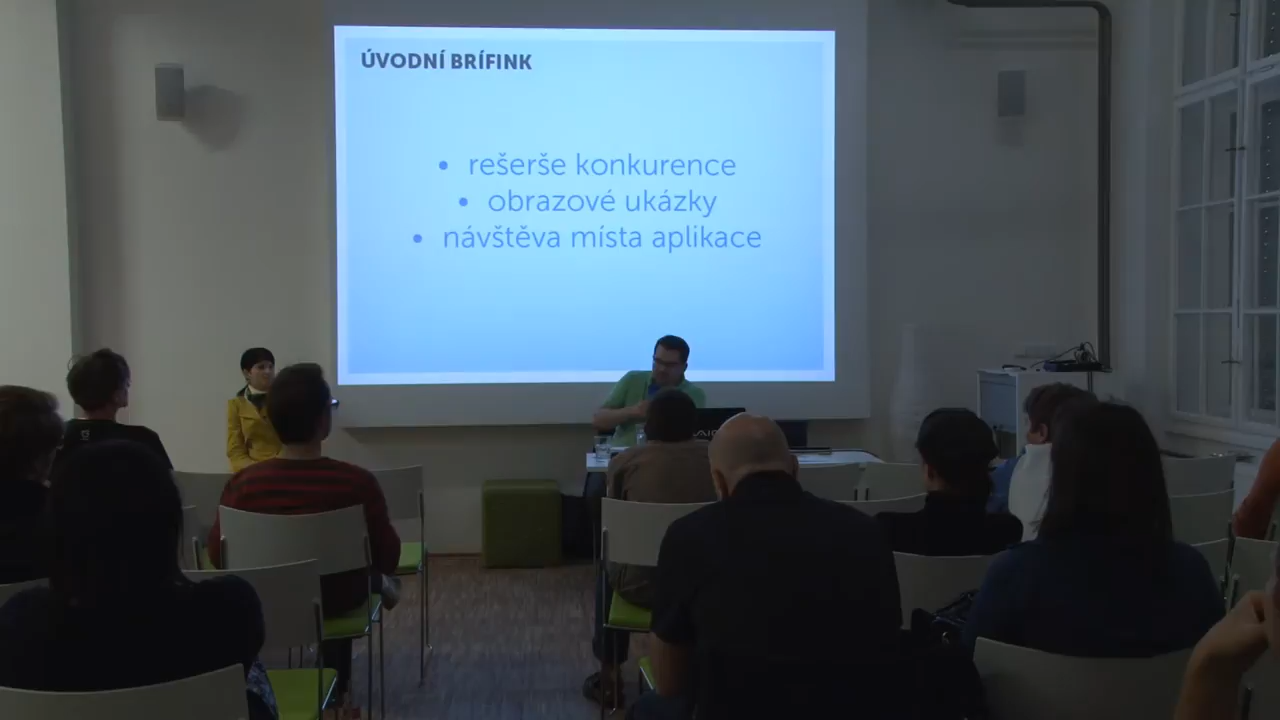 ÚVODNÍ BRÍFINK
• rešerše konkurence
• obrazové ukázky
• návštěva místa aplikace